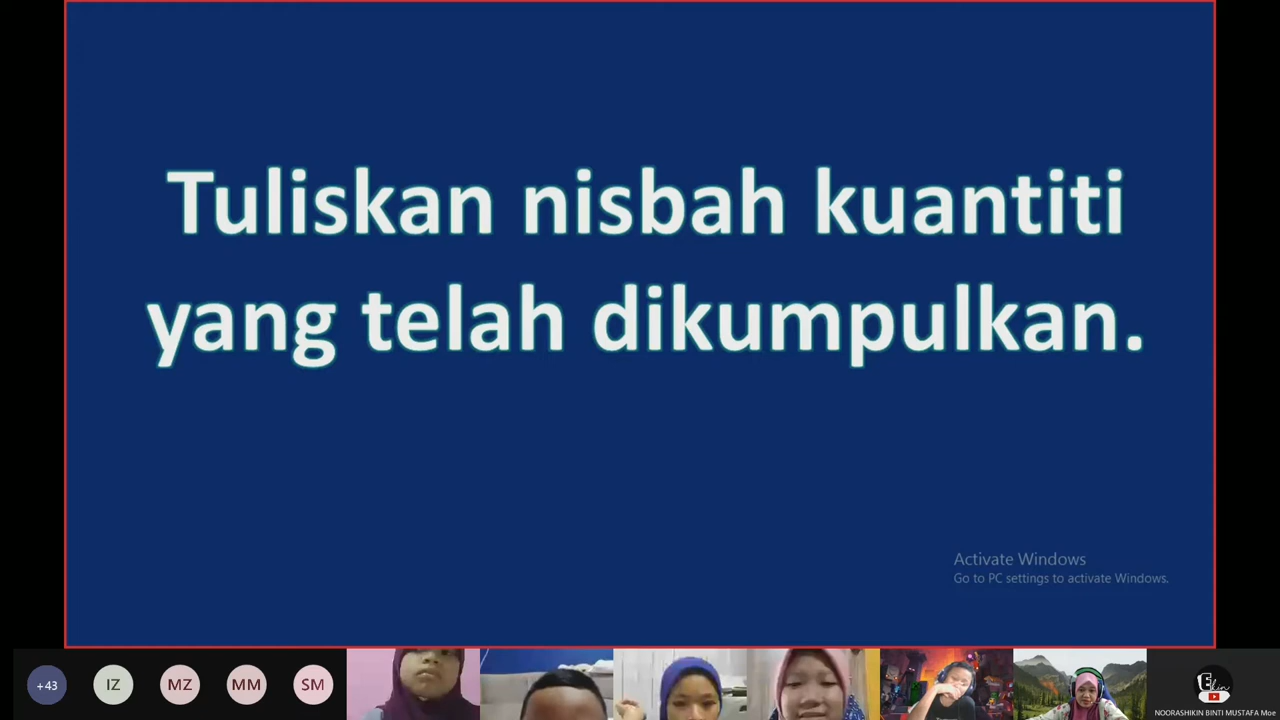 Tuliskan nisbah kuantiti
yang telah dikumpulkan.
Activate Windows
Go to PC settings to activate Windows.
+43
IZ
MZ
MM
SM
Ekin
NOORASHIKIN BINTI MUSTAFA Moe